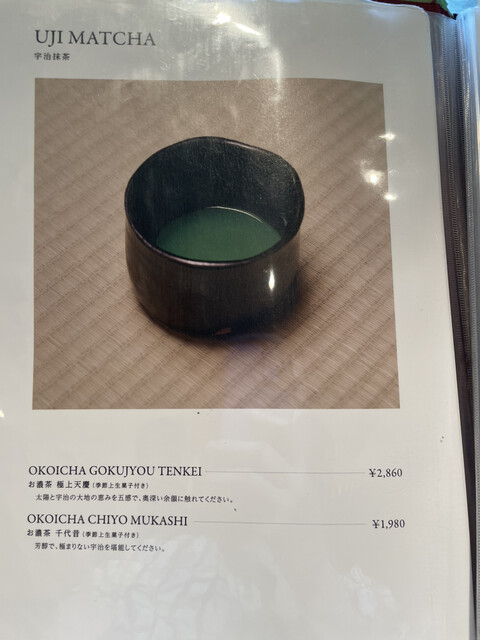 UJI MATCHA
宇治抹茶
OKOICHA GOKUJYOU TENKEI ¥2,860
お濃茶 極上天慶 (季節上生菓子付き)
太陽と宇治の大地の恵みを五感で、奥深い余韻に触れてください。
OKOICHA CHIYO MUKASHI ¥1,980
お濃茶 千代昔 (季節上生菓子付き)
芳醇で、極まりない宇治を堪能してください。